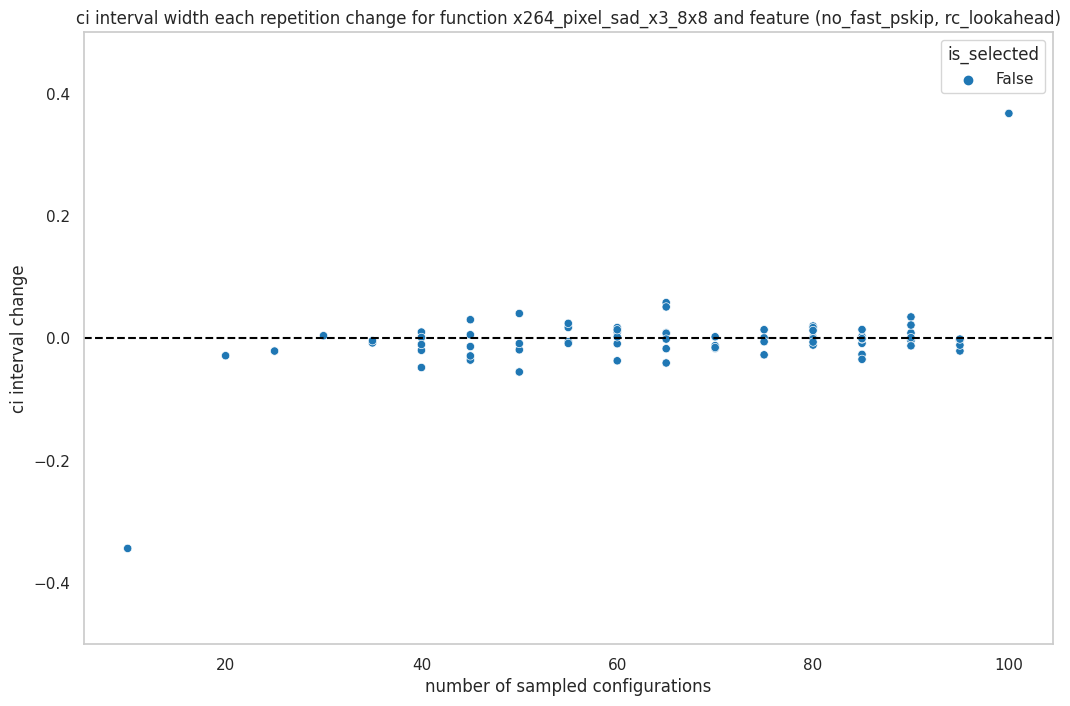 ci interval width each repetition change for function x264_pixel_sad_x3_8x8 and feature (no_fast_pskip, rc_lookahead)
is_selected
False
0.4
0.2
0.0
−0.2
−0.4
ci interval change
20
40
60
80
100
number of sampled configurations